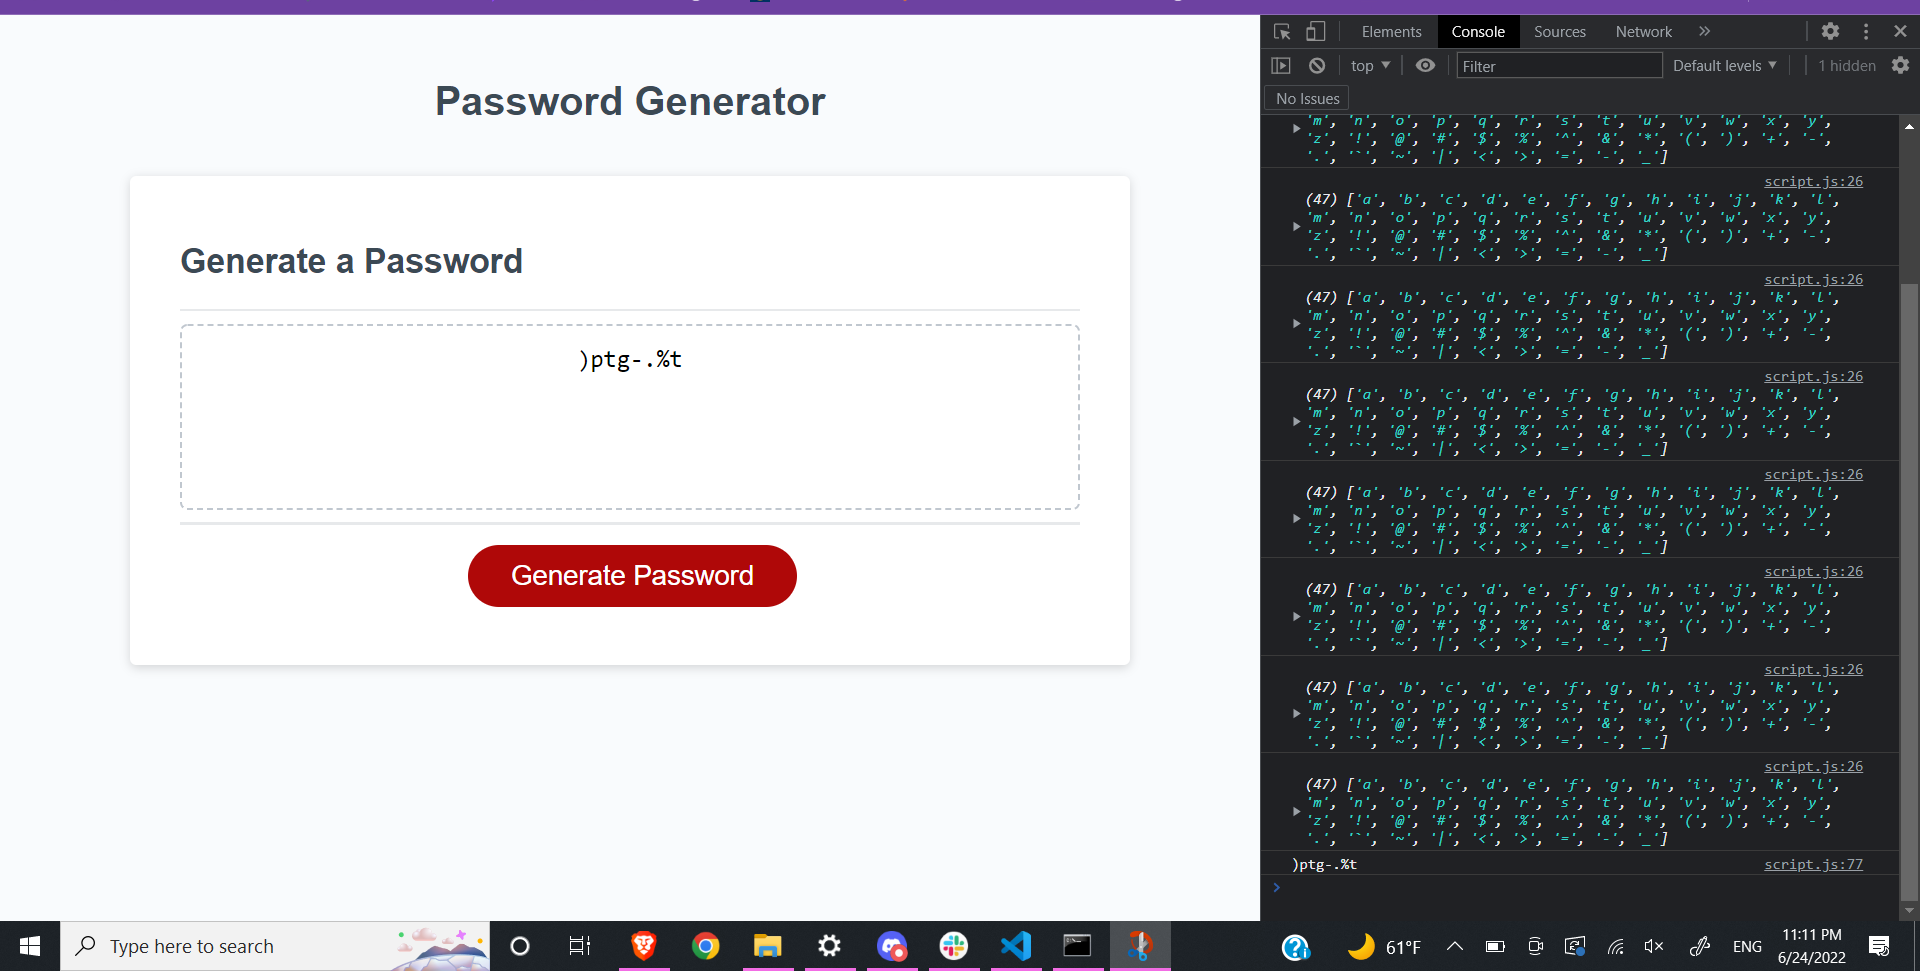 Password Generator
Generate a Password
)ptg-.%t
Generate Password
Elements Console Sources Network »
top ▼ Filter Default levels ▼ 1 hidden
No Issues
'm', 'n', 'o', 'p', 'q', 'r', 's', 't', 'u', 'v', 'w', 'x', 'y',
'z', '!', '@', '#', '$', '%', '^', '&', '*', '(', ')', '+', '-',
'.', '`', '~', '|', '<', '>', '=', '-', '_']
script.js:26
(47) ['a', 'b', 'c', 'd', 'e', 'f', 'g', 'h', 'i', 'j', 'k', 'l',
'm', 'n', 'o', 'p', 'q', 'r', 's', 't', 'u', 'v', 'w', 'x', 'y',
'z', '!', '@', '#', '$', '%', '^', '&', '*', '(', ')', '+', '-',
'.', '`', '~', '|', '<', '>', '=', '-', '_']
script.js:26
(47) ['a', 'b', 'c', 'd', 'e', 'f', 'g', 'h', 'i', 'j', 'k', 'l',
'm', 'n', 'o', 'p', 'q', 'r', 's', 't', 'u', 'v', 'w', 'x', 'y',
'z', '!', '@', '#', '$', '%', '^', '&', '*', '(', ')', '+', '-',
'.', '`', '~', '|', '<', '>', '=', '-', '_']
script.js:26
(47) ['a', 'b', 'c', 'd', 'e', 'f', 'g', 'h', 'i', 'j', 'k', 'l',
'm', 'n', 'o', 'p', 'q', 'r', 's', 't', 'u', 'v', 'w', 'x', 'y',
'z', '!', '@', '#', '$', '%', '^', '&', '*', '(', ')', '+', '-',
'.', '`', '~', '|', '<', '>', '=', '-', '_']
script.js:26
(47) ['a', 'b', 'c', 'd', 'e', 'f', 'g', 'h', 'i', 'j', 'k', 'l',
'm', 'n', 'o', 'p', 'q', 'r', 's', 't', 'u', 'v', 'w', 'x', 'y',
'z', '!', '@', '#', '$', '%', '^', '&', '*', '(', ')', '+', '-',
'.', '`', '~', '|', '<', '>', '=', '-', '_']
script.js:26
(47) ['a', 'b', 'c', 'd', 'e', 'f', 'g', 'h', 'i', 'j', 'k', 'l',
'm', 'n', 'o', 'p', 'q', 'r', 's', 't', 'u', 'v', 'w', 'x', 'y',
'z', '!', '@', '#', '$', '%', '^', '&', '*', '(', ')', '+', '-',
'.', '`', '~', '|', '<', '>', '=', '-', '_']
script.js:26
(47) ['a', 'b', 'c', 'd', 'e', 'f', 'g', 'h', 'i', 'j', 'k', 'l',
'm', 'n', 'o', 'p', 'q', 'r', 's', 't', 'u', 'v', 'w', 'x', 'y',
'z', '!', '@', '#', '$', '%', '^', '&', '*', '(', ')', '+', '-',
'.', '`', '~', '|', '<', '>', '=', '-', '_']
script.js:26
(47) ['a', 'b', 'c', 'd', 'e', 'f', 'g', 'h', 'i', 'j', 'k', 'l',
'm', 'n', 'o', 'p', 'q', 'r', 's', 't', 'u', 'v', 'w', 'x', 'y',
'z', '!', '@', '#', '$', '%', '^', '&', '*', '(', ')', '+', '-',
'.', '`', '~', '|', '<', '>', '=', '-', '_']
)ptg-.%t script.js:77
>
Type here to search
61°F ENG 11:11 PM
6/24/2022